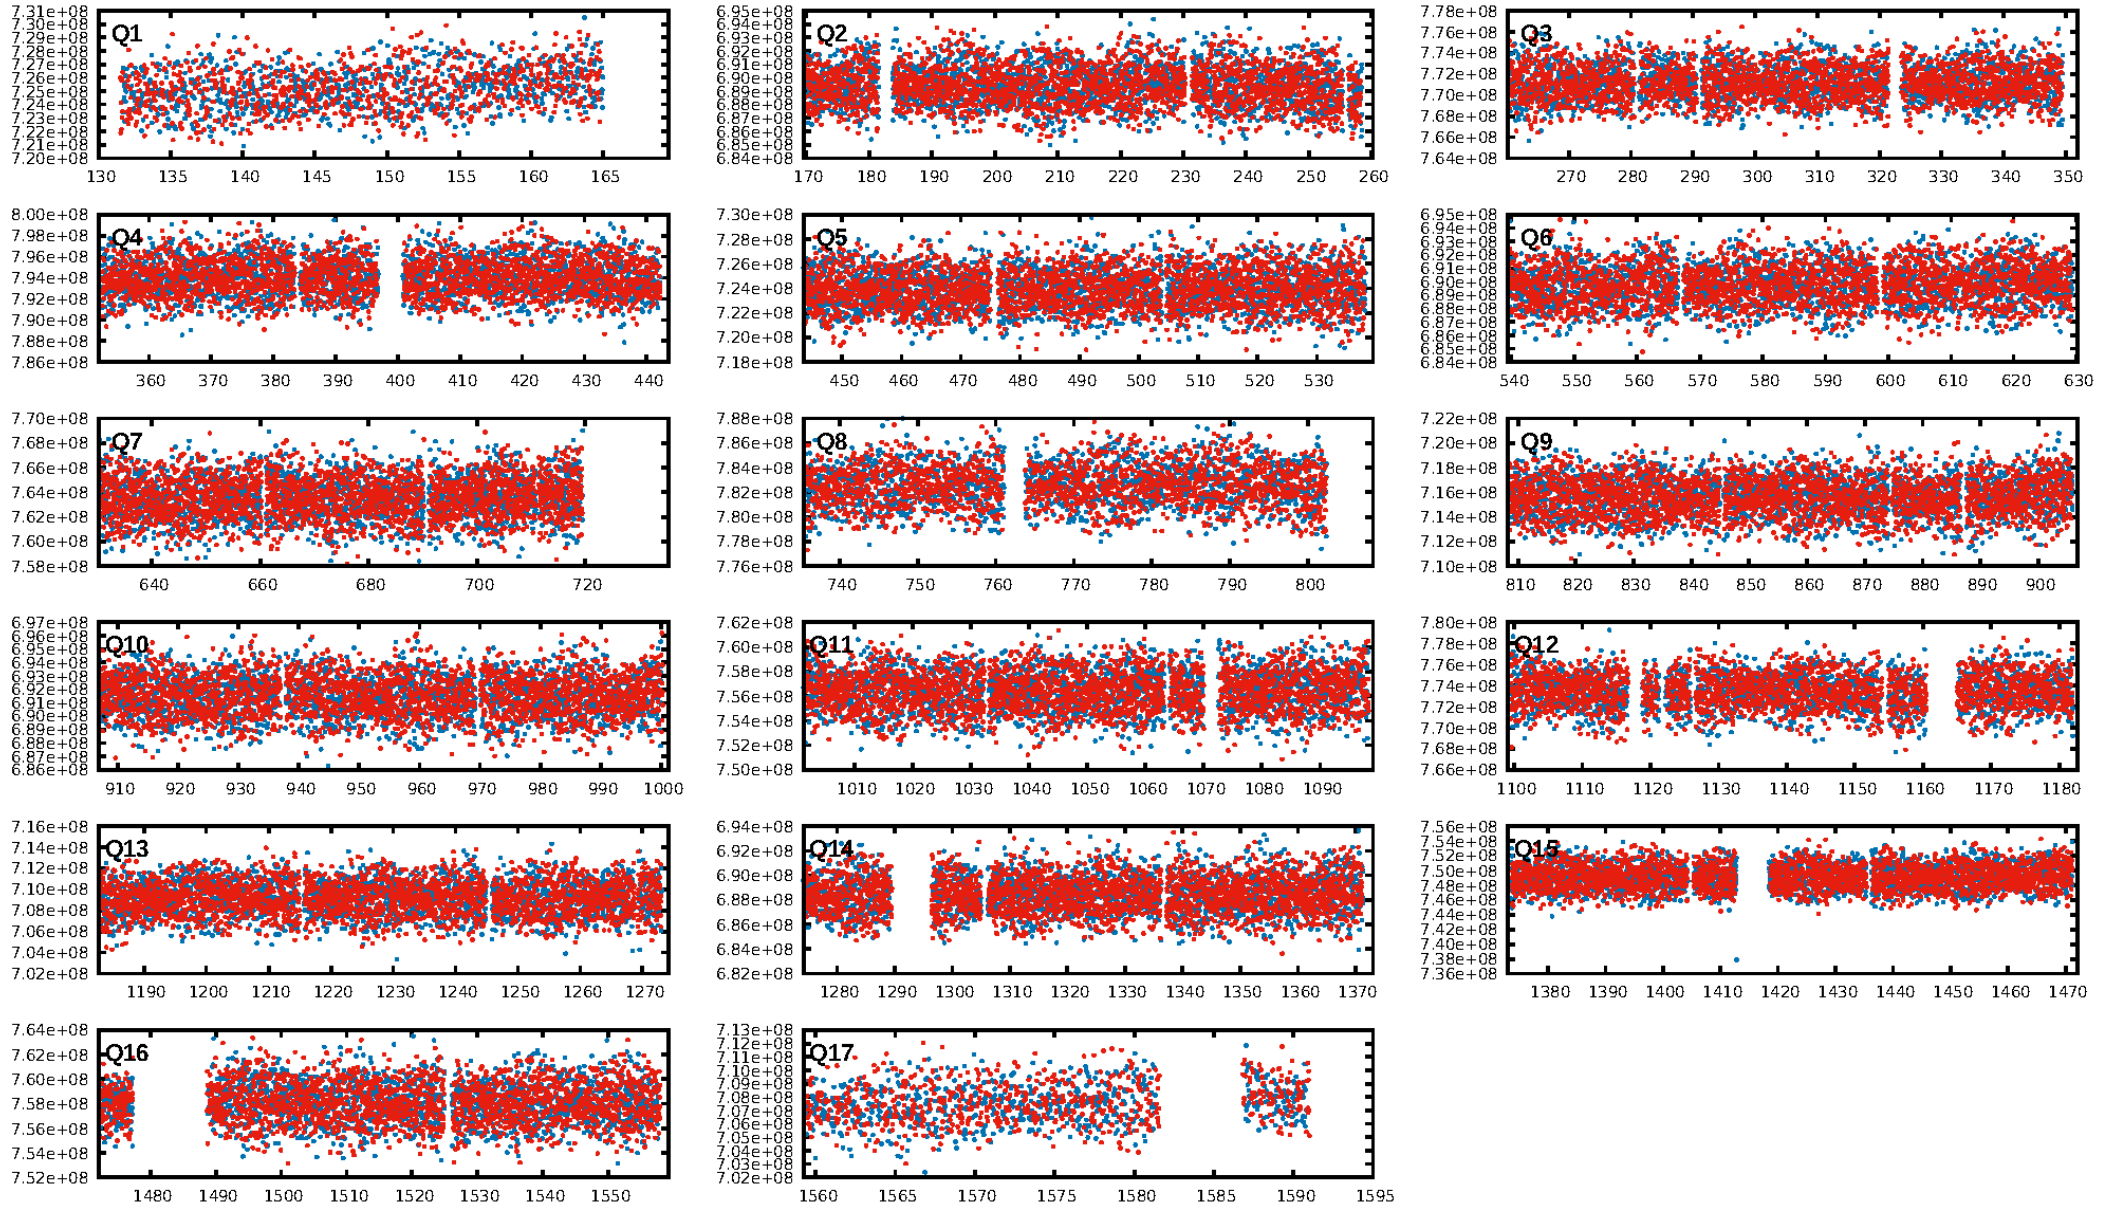 Q1
7.31e+08
7.30e+08
7.29e+08
7.28e+08
7.27e+08
7.26e+08
7.25e+08
7.24e+08
7.23e+08
7.22e+08
7.21e+08
7.20e+08
130 135 140 145 150 155 160 165
Q2
6.95e+08
6.94e+08
6.93e+08
6.92e+08
6.91e+08
6.90e+08
6.89e+08
6.88e+08
6.87e+08
6.86e+08
6.85e+08
6.84e+08
170 180 190 200 210 220 230 240 250 260
Q3
7.78e+08
7.76e+08
7.74e+08
7.72e+08
7.70e+08
7.68e+08
7.66e+08
7.64e+08
270 280 290 300 310 320 330 340 350
Q4
8.00e+08
7.98e+08
7.96e+08
7.94e+08
7.92e+08
7.90e+08
7.88e+08
7.86e+08
360 370 380 390 400 410 420 430 440
Q5
7.30e+08
7.28e+08
7.26e+08
7.24e+08
7.22e+08
7.20e+08
7.18e+08
450 460 470 480 490 500 510 520 530
Q6
6.95e+08
6.94e+08
6.93e+08
6.92e+08
6.91e+08
6.90e+08
6.89e+08
6.88e+08
6.87e+08
6.86e+08
6.85e+08
6.84e+08
540 550 560 570 580 590 600 610 620 630
Q7
7.70e+08
7.68e+08
7.66e+08
7.64e+08
7.62e+08
7.60e+08
7.58e+08
640 660 680 700 720
Q8
7.88e+08
7.86e+08
7.84e+08
7.82e+08
7.80e+08
7.78e+08
7.76e+08
740 750 760 770 780 790 800
Q9
7.22e+08
7.20e+08
7.18e+08
7.16e+08
7.14e+08
7.12e+08
7.10e+08
810 820 830 840 850 860 870 880 890 900
Q10
6.97e+08
6.96e+08
6.95e+08
6.94e+08
6.93e+08
6.92e+08
6.91e+08
6.90e+08
6.89e+08
6.88e+08
6.87e+08
6.86e+08
910 920 930 940 950 960 970 980 990 1000
Q11
7.62e+08
7.60e+08
7.58e+08
7.56e+08
7.54e+08
7.52e+08
7.50e+08
1010 1020 1030 1040 1050 1060 1070 1080 1090
Q12
7.80e+08
7.78e+08
7.76e+08
7.74e+08
7.72e+08
7.70e+08
7.68e+08
7.66e+08
1100 1110 1120 1130 1140 1150 1160 1170 1180
Q13
7.16e+08
7.14e+08
7.12e+08
7.10e+08
7.08e+08
7.06e+08
7.04e+08
7.02e+08
1190 1200 1210 1220 1230 1240 1250 1260 1270
Q14
6.94e+08
6.92e+08
6.90e+08
6.88e+08
6.86e+08
6.84e+08
6.82e+08
1280 1290 1300 1310 1320 1330 1340 1350 1360 1370
Q15
7.56e+08
7.54e+08
7.52e+08
7.50e+08
7.48e+08
7.46e+08
7.44e+08
7.42e+08
7.40e+08
7.38e+08
7.36e+08
1380 1390 1400 1410 1420 1430 1440 1450 1460 1470
Q16
7.64e+08
7.62e+08
7.60e+08
7.58e+08
7.56e+08
7.54e+08
7.52e+08
1480 1490 1500 1510 1520 1530 1540 1550
Q17
7.13e+08
7.12e+08
7.11e+08
7.10e+08
7.09e+08
7.08e+08
7.07e+08
7.06e+08
7.05e+08
7.04e+08
7.03e+08
7.02e+08
1560 1565 1570 1575 1580 1585 1590 1595